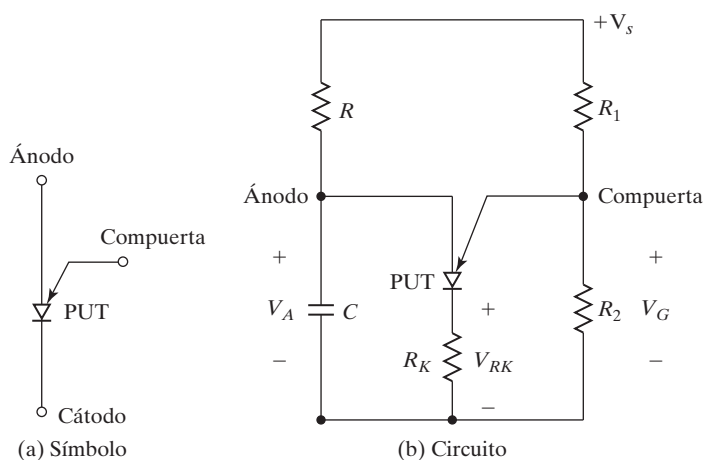 Ánodo
Compuerta
PUT
Cátodo
(a) Símbolo
+V_s
R
R_1
Ánodo
Compuerta
+
V_A
−
C
PUT
+
R_K
V_RK
−
R_2
+
V_G
−
(b) Circuito